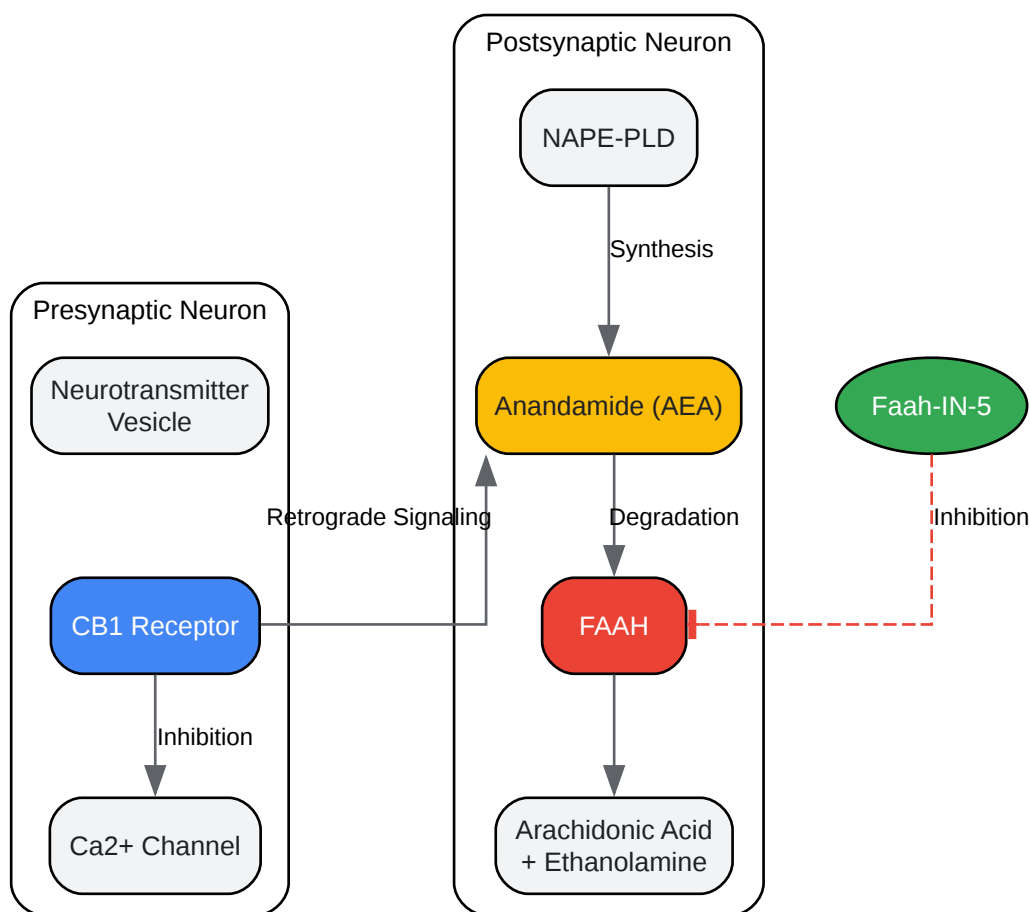 Postsynaptic Neuron
NAPE-PLD
Synthesis
Presynaptic Neuron
Neurotransmitter
Vesicle
Anandamide (AEA)
Faah-IN-5
Retrograde Signaling
Degradation
Inhibition
CB1 Receptor
FAAH
Inhibition
Ca2+ Channel
Arachidonic Acid
+ Ethanolamine